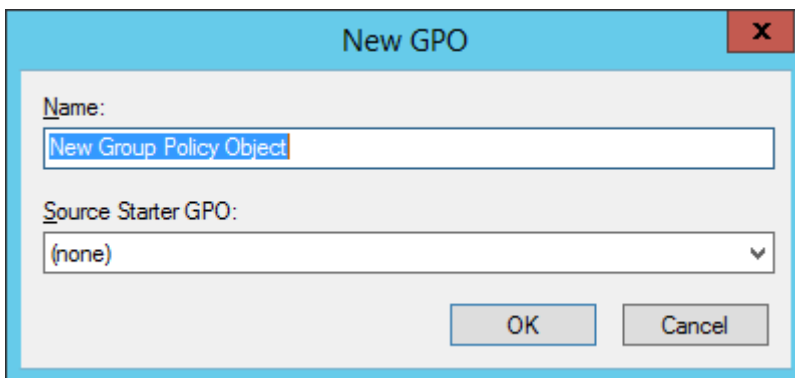 New GPO
x
Name:
New Group Policy Object
Source Starter GPO:
(none)
OK
Cancel